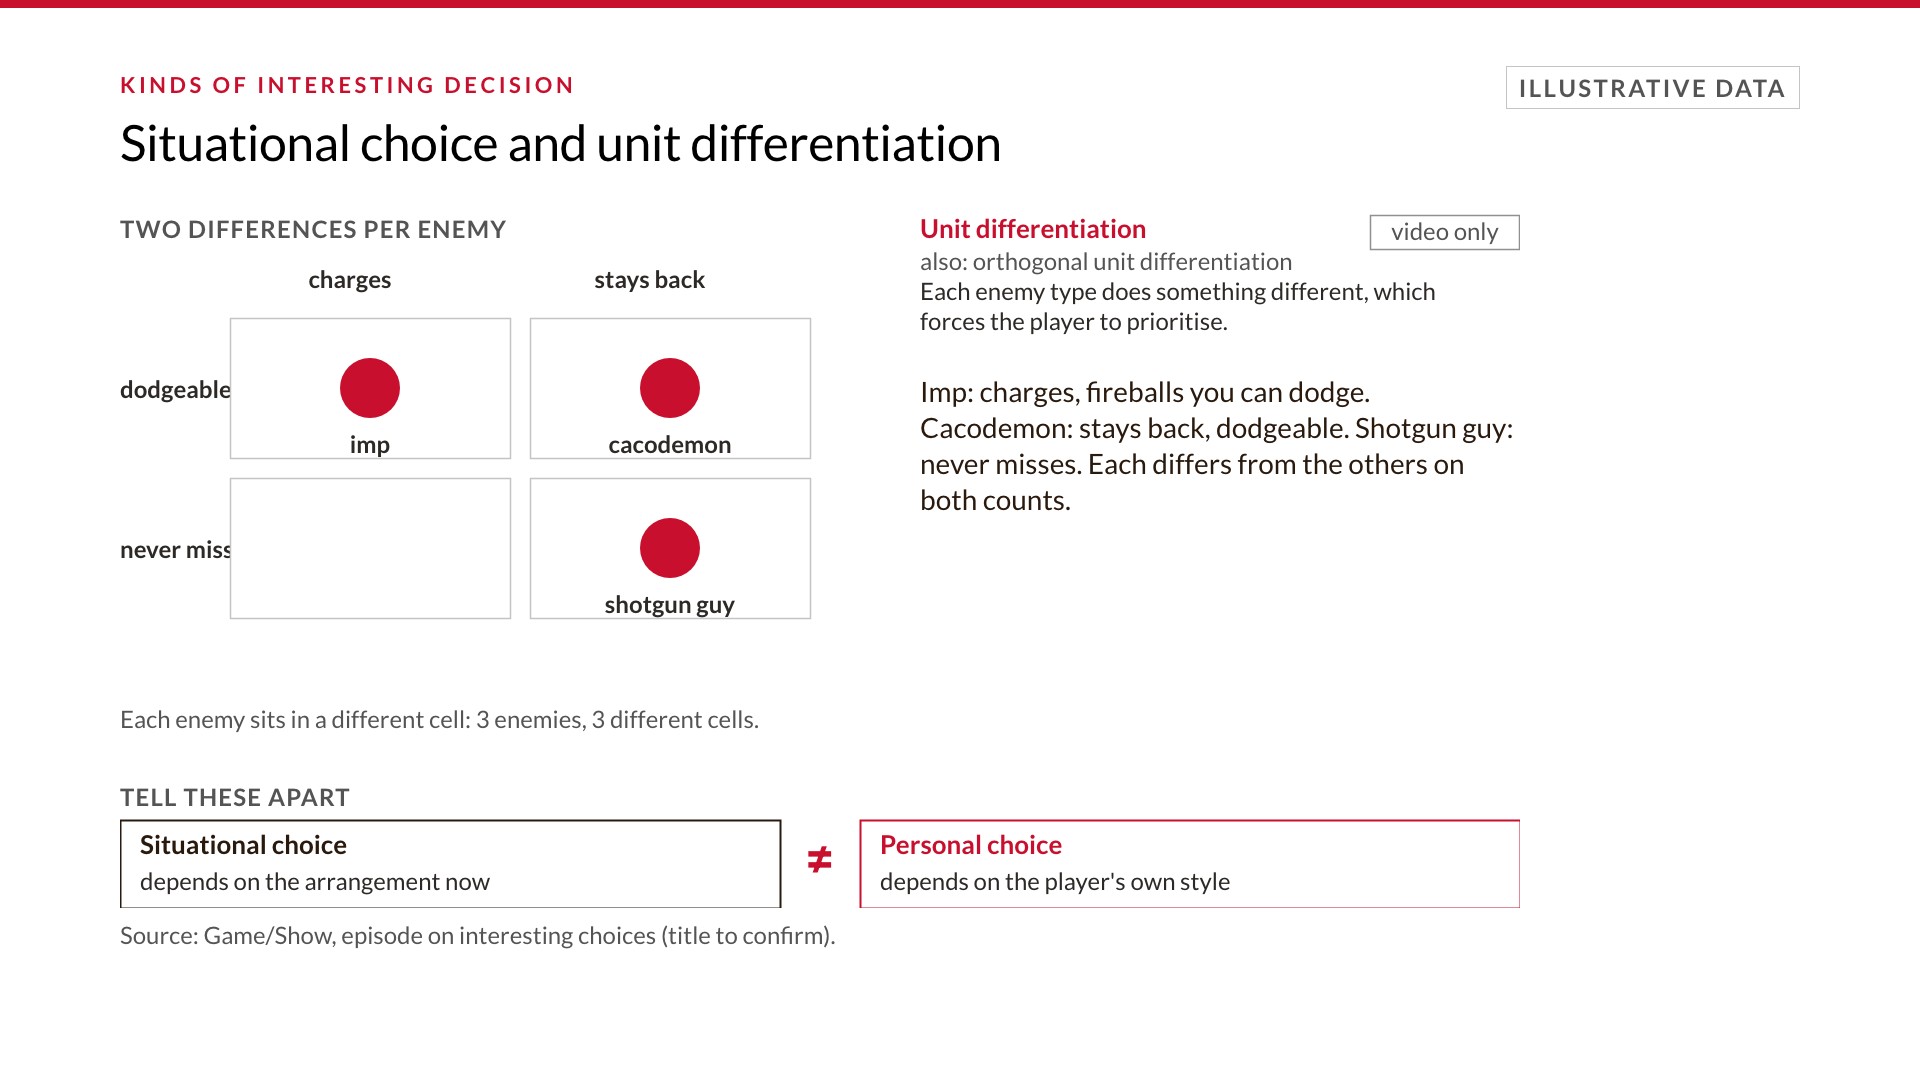 KINDS OF INTERESTING DECISION
ILLUSTRATIVE DATA
Situational choice and unit differentiation
TWO DIFFERENCES PER ENEMY
charges
stays back
dodgeable
imp
cacodemon
never miss
shotgun guy
Each enemy sits in a different cell: 3 enemies, 3 different cells.
Unit differentiation
video only
also: orthogonal unit differentiation
Each enemy type does something different, which
forces the player to prioritise.
Imp: charges, fireballs you can dodge.
Cacodemon: stays back, dodgeable. Shotgun guy:
never misses. Each differs from the others on
both counts.
TELL THESE APART
Situational choice
depends on the arrangement now
≠
Personal choice
depends on the player's own style
Source: Game/Show, episode on interesting choices (title to confirm).